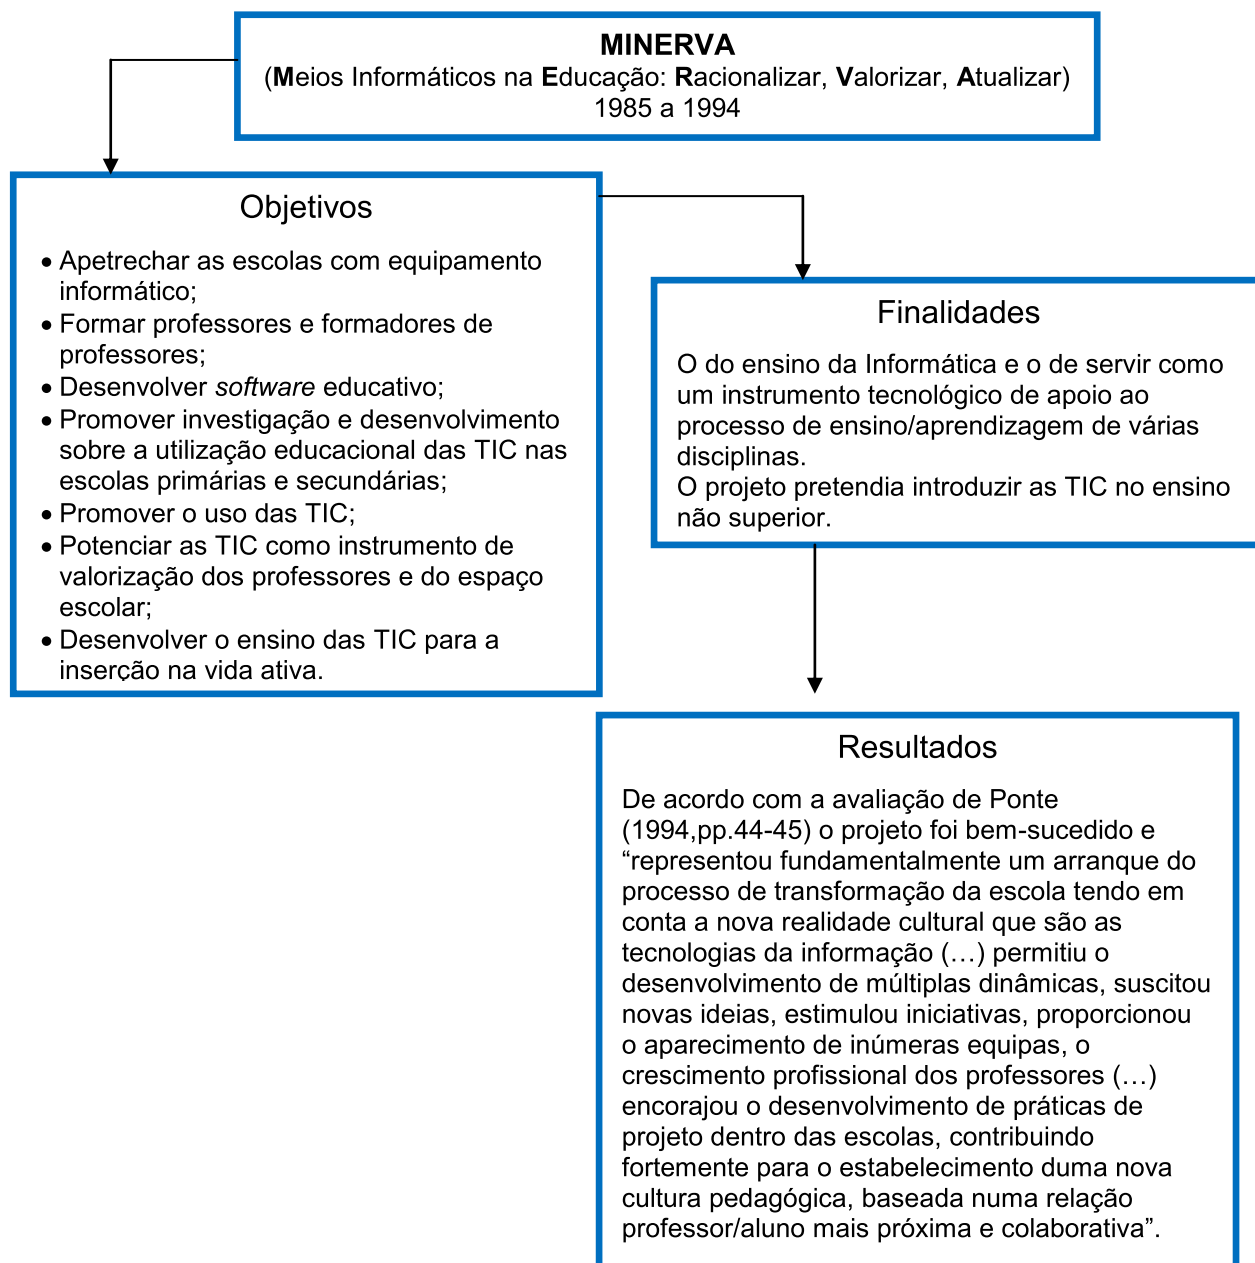 MINERVA
(Meios Informáticos na Educação: Racionalizar, Valorizar, Atualizar)
1985 a 1994
Objetivos
• Apetrechar as escolas com equipamento
informático;
• Formar professores e formadores de
professores;
• Desenvolver software educativo;
• Promover investigação e desenvolvimento
sobre a utilização educacional das TIC nas
escolas primárias e secundárias;
• Promover o uso das TIC;
• Potenciar as TIC como instrumento de
valorização dos professores e do espaço
escolar;
• Desenvolver o ensino das TIC para a
inserção na vida ativa.
Finalidades
O do ensino da Informática e o de servir como
um instrumento tecnológico de apoio ao
processo de ensino/aprendizagem de várias
disciplinas.
O projeto pretendia introduzir as TIC no ensino
não superior.
Resultados
De acordo com a avaliação de Ponte
(1994,pp.44-45) o projeto foi bem-sucedido e
“representou fundamentalmente um arranque do
processo de transformação da escola tendo em
conta a nova realidade cultural que são as
tecnologias da informação (…) permitiu o
desenvolvimento de múltiplas dinâmicas, suscitou
novas ideias, estimulou iniciativas, proporcionou
o aparecimento de inúmeras equipas, o
crescimento profissional dos professores (…)
encorajou o desenvolvimento de práticas de
projeto dentro das escolas, contribuindo
fortemente para o estabelecimento duma nova
cultura pedagógica, baseada numa relação
professor/aluno mais próxima e colaborativa”.